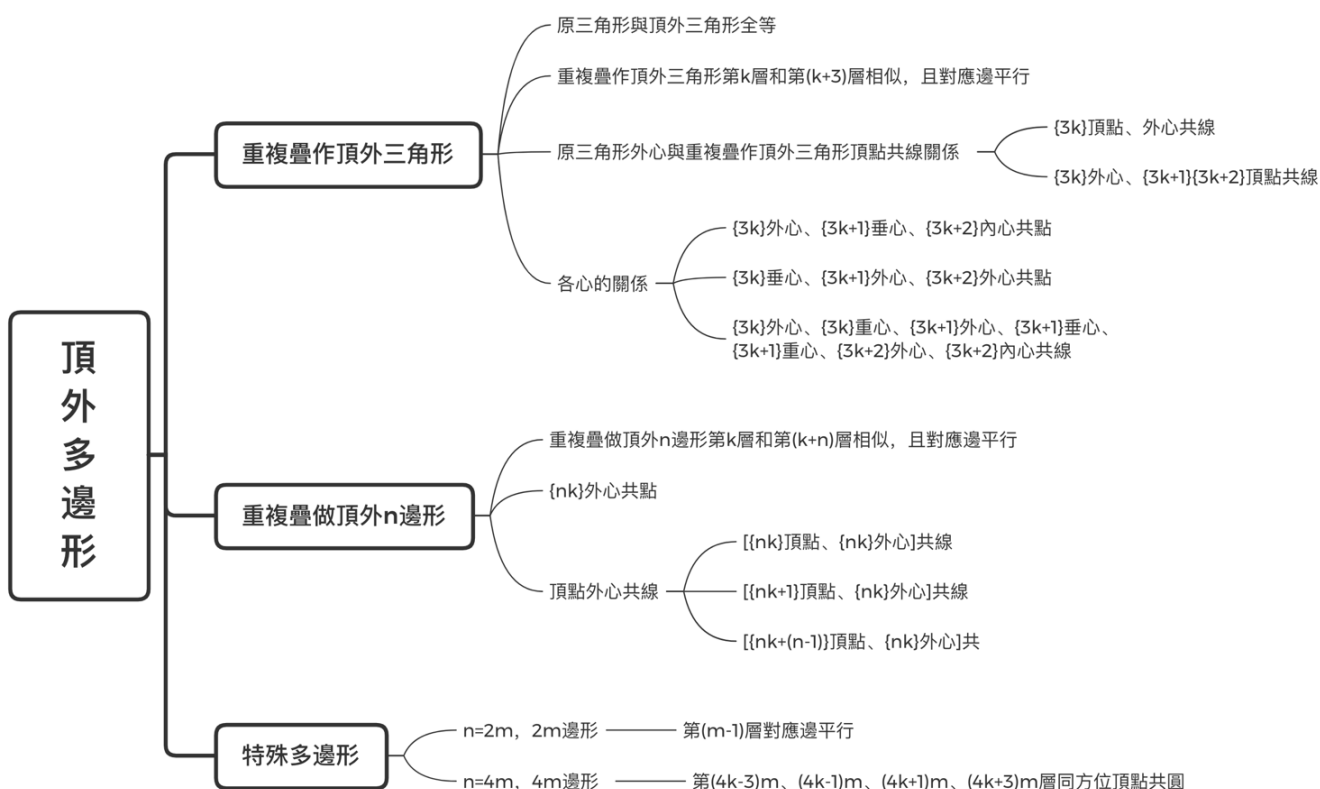 頂外多邊形
重複疊作頂外三角形
原三角形與頂外三角形全等
重複疊作頂外三角形第k層和第(k+3)層相似，且對應邊平行
原三角形外心與重複疊作頂外三角形頂點共線關係
{3k}頂點、外心共線
{3k}外心、{3k+1}{3k+2}頂點共線
各心的關係
{3k}外心、{3k+1}垂心、{3k+2}內心共點
{3k}垂心、{3k+1}外心、{3k+2}外心共點
{3k}外心、{3k}重心、{3k+1}外心、{3k+1}垂心、
{3k+1}重心、{3k+2}外心、{3k+2}內心共線
重複疊做頂外n邊形
重複疊做頂外n邊形第k層和第(k+n)層相似，且對應邊平行
{nk}外心共點
頂點外心共線
[{nk}頂點、{nk}外心]共線
[{nk+1}頂點、{nk}外心]共線
[{nk+(n-1)}頂點、{nk}外心]共
特殊多邊形
n=2m，2m邊形
第(m-1)層對應邊平行
n=4m，4m邊形
第(4k-3)m、(4k-1)m、(4k+1)m、(4k+3)m層同方位頂點共圓